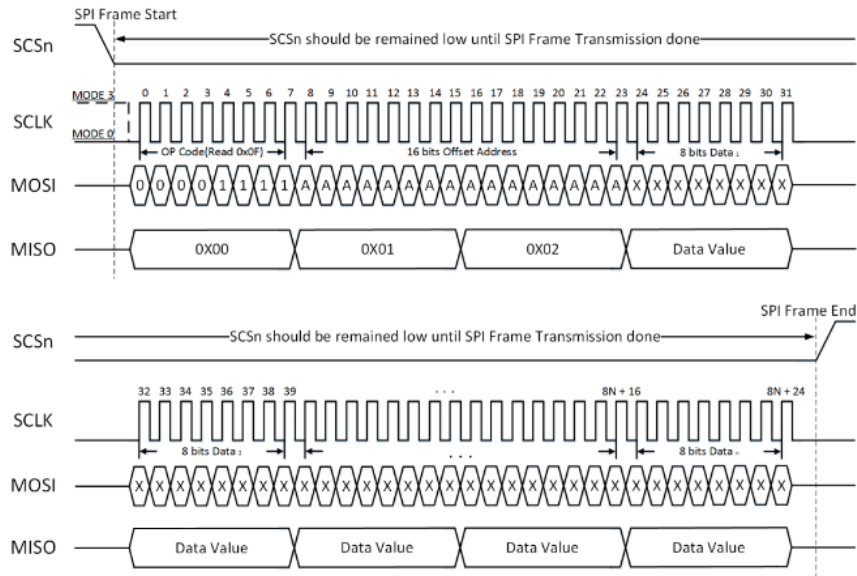 SPI Frame Start
SCSn
SCSn should be remained low until SPI Frame Transmission done
MODE 3
0 1 2 3 4 5 6 7 8 9 10 11 12 13 14 15 16 17 18 19 20 21 22 23 24 25 26 27 28 29 30 31
SCLK
MODE 0
OP Code(Read 0x0F) 16 bits Offset Address 8 bits Data 1
MOSI 0 0 0 0 1 1 1 1 A A A A A A A A A A A A A A A A X X X X X X X X
MISO 0X00 0X01 0X02 Data Value
SPI Frame End
SCSn should be remained low until SPI Frame Transmission done
SCSn
32 33 34 35 36 37 38 39 . . . 8N + 16 8N + 24
SCLK
8 bits Data 2 . . . 8 bits Data n
MOSI X X X X X X X X X X X X X X X X X X X X X X X X X X X X X X X X
MISO Data Value Data Value Data Value Data Value